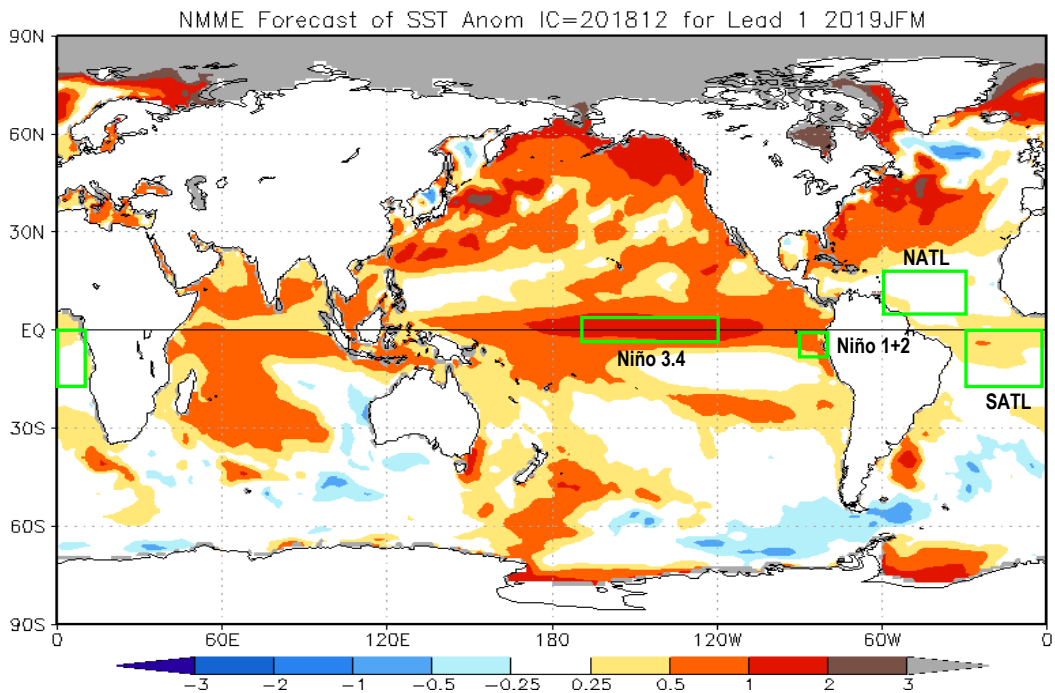 NMME Forecast of SST Anom IC=201812 for Lead 1 2019JFM
90N
60N
30N
EQ
30S
60S
90S
NATL
Niño 3.4
Niño 1+2
SATL
0 60E 120E 180 120W 60W 0
-3 -2 -1 -0.5 -0.25 0.25 0.5 1 2 3